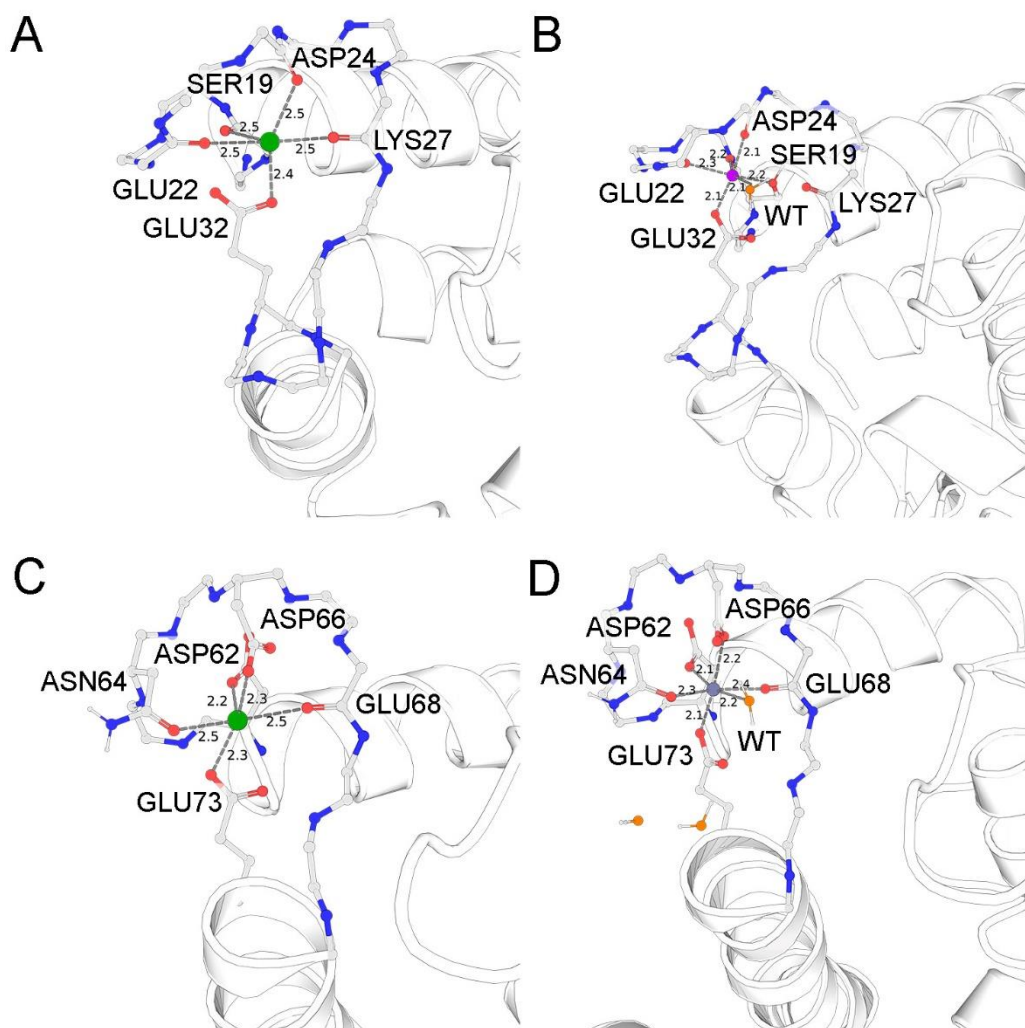 A
ASP24
SER19
2.5
2.5
2.5
2.5
LYS27
GLU22
2.4
GLU32
B
ASP24
2.1
2.2
SER19
2.3
2.2
GLU22
2.1
2.1
WT
LYS27
GLU32
C
ASP66
ASP62
ASN64
2.2
2.3
GLU68
2.5
2.5
2.3
GLU73
D
ASP66
ASP62
2.2
ASN64
2.1
2.3
2.4
GLU68
2.1
2.2
GLU73
WT